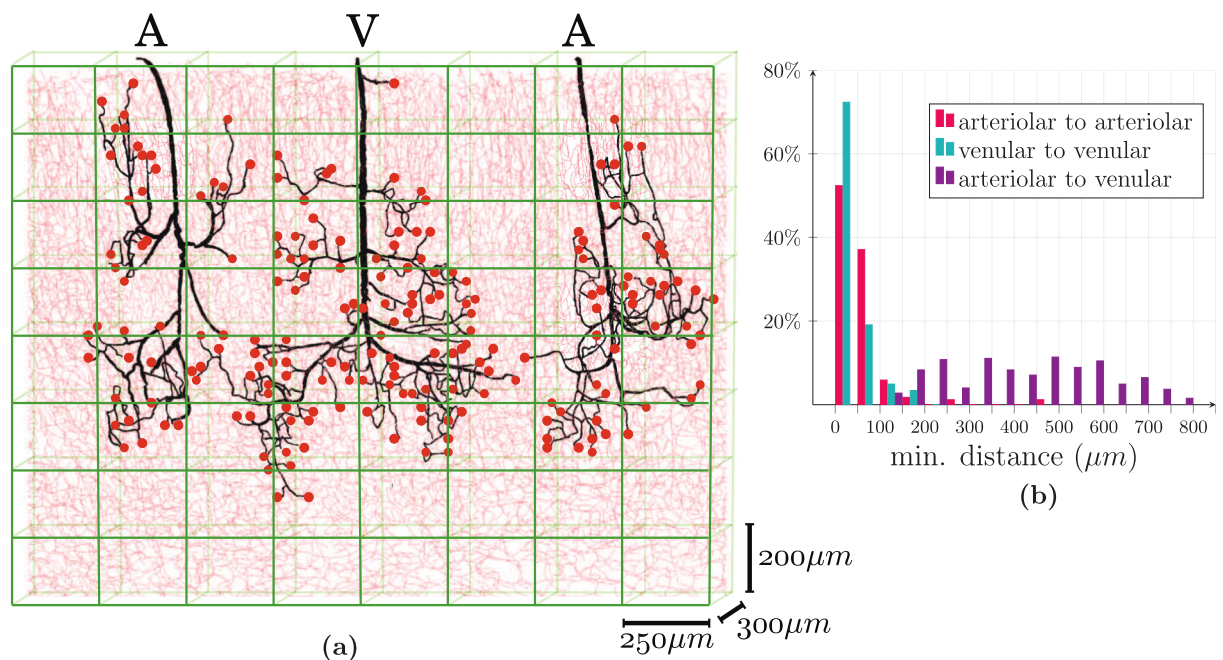 A V A
80%
60%
40%
20%
arteriolar to arteriolar
venular to venular
arteriolar to venular
0 100 200 300 400 500 600 700 800
min. distance (μm)
(b)
200μm
300μm
250μm
(a)